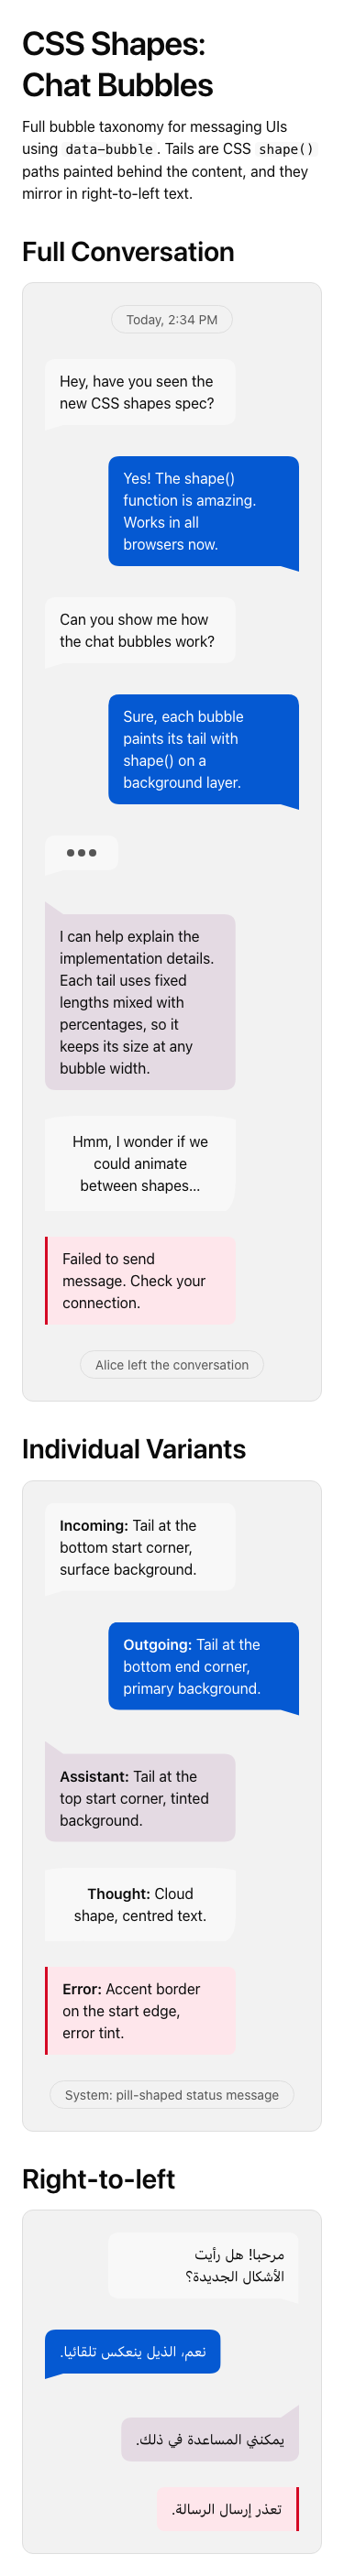 CSS Shapes:
Chat Bubbles
Full bubble taxonomy for messaging UIs
using data-bubble. Tails are CSS shape()
paths painted behind the content, and they
mirror in right-to-left text.
Full Conversation
Today, 2:34 PM
Hey, have you seen the
new CSS shapes spec?
Yes! The shape()
function is amazing.
Works in all
browsers now.
Can you show me how
the chat bubbles work?
Sure, each bubble
paints its tail with
shape() on a
background layer.
I can help explain the
implementation details.
Each tail uses fixed
lengths mixed with
percentages, so it
keeps its size at any
bubble width.
Hmm, I wonder if we
could animate
between shapes...
Failed to send
message. Check your
connection.
Alice left the conversation
Individual Variants
Incoming: Tail at the
bottom start corner,
surface background.
Outgoing: Tail at the
bottom end corner,
primary background.
Assistant: Tail at the
top start corner, tinted
background.
Thought: Cloud
shape, centred text.
Error: Accent border
on the start edge,
error tint.
System: pill-shaped status message
Right-to-left
مرحبا! هل رأيت
الأشكال الجديدة؟
نعم، الذيل ينعكس تلقائيا.
يمكنني المساعدة في ذلك.
تعذر إرسال الرسالة.